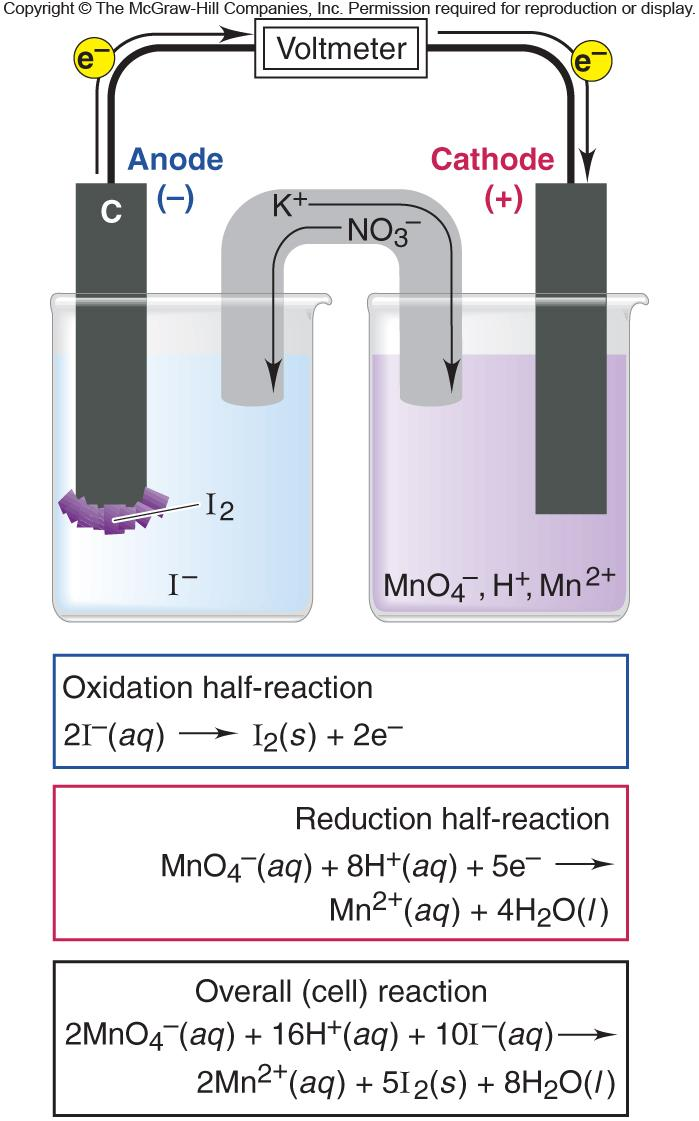 Copyright © The McGraw-Hill Companies, Inc. Permission required for reproduction or display.
e⁻ Voltmeter e⁻
Anode
(–)
Cathode
(+)
C
K⁺
NO₃⁻
I₂
I⁻
MnO₄⁻, H⁺, Mn²⁺
Oxidation half-reaction
2I⁻(aq) ⟶ I₂(s) + 2e⁻
Reduction half-reaction
MnO₄⁻(aq) + 8H⁺(aq) + 5e⁻ ⟶
Mn²⁺(aq) + 4H₂O(l)
Overall (cell) reaction
2MnO₄⁻(aq) + 16H⁺(aq) + 10I⁻(aq) ⟶
2Mn²⁺(aq) + 5I₂(s) + 8H₂O(l)